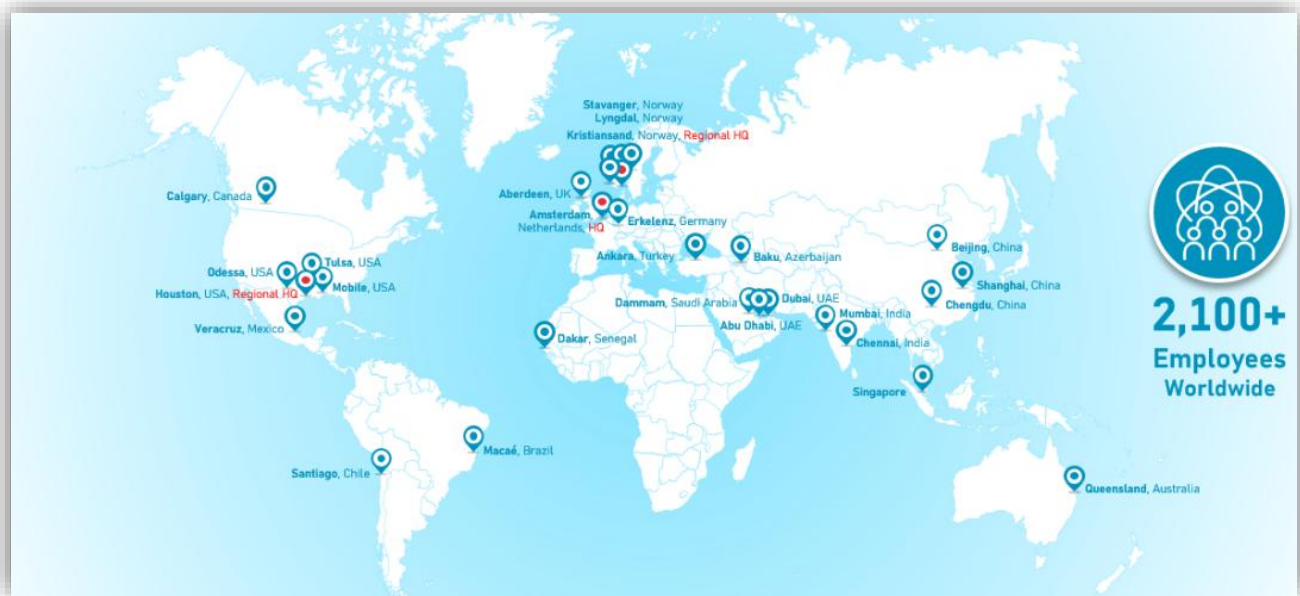 Stavanger, Norway
Lyngdal, Norway
Kristiansand, Norway, Regional HQ
Calgary, Canada
Aberdeen, UK
Amsterdam,
Netherlands, HQ
Erkelenz, Germany
Ankara, Turkey
Baku, Azerbaijan
Beijing, China
Shanghai, China
Chengdu, China
Tulsa, USA
Odessa, USA
Mobile, USA
Houston, USA, Regional HQ
Veracruz, Mexico
Dammam, Saudi Arabia
Dubai, UAE
Abu Dhabi, UAE
Mumbai, India
Chennai, India
Dakar, Senegal
Singapore
Macaé, Brazil
Santiago, Chile
Queensland, Australia
2,100+
Employees
Worldwide